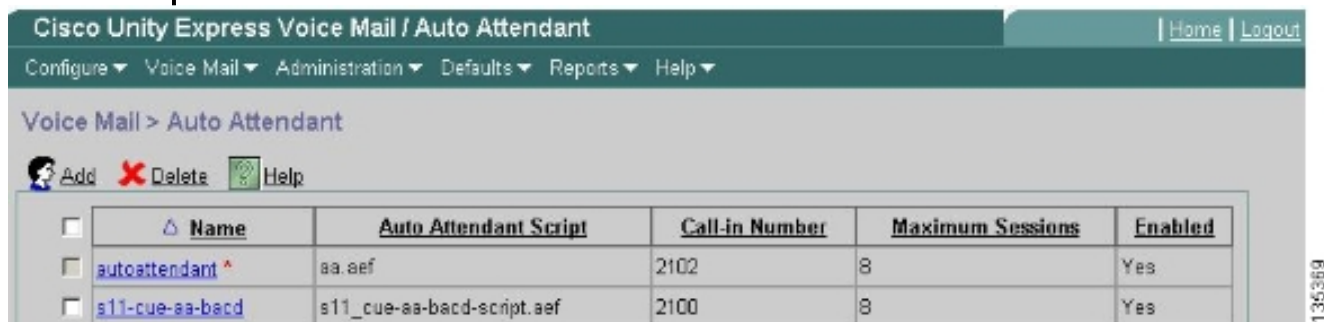 Cisco Unity Express Voice Mail / Auto Attendant | Home | Logout
Configure Voice Mail Administration Defaults Reports Help
Voice Mail > Auto Attendant
Add Delete ? Help
Name Auto Attendant Script Call-in Number Maximum Sessions Enabled
autoattendant * aa.aef 2102 8 Yes
s11-cue-aa-bacd s11_cue-aa-bacd-script.aef 2100 8 Yes
135369